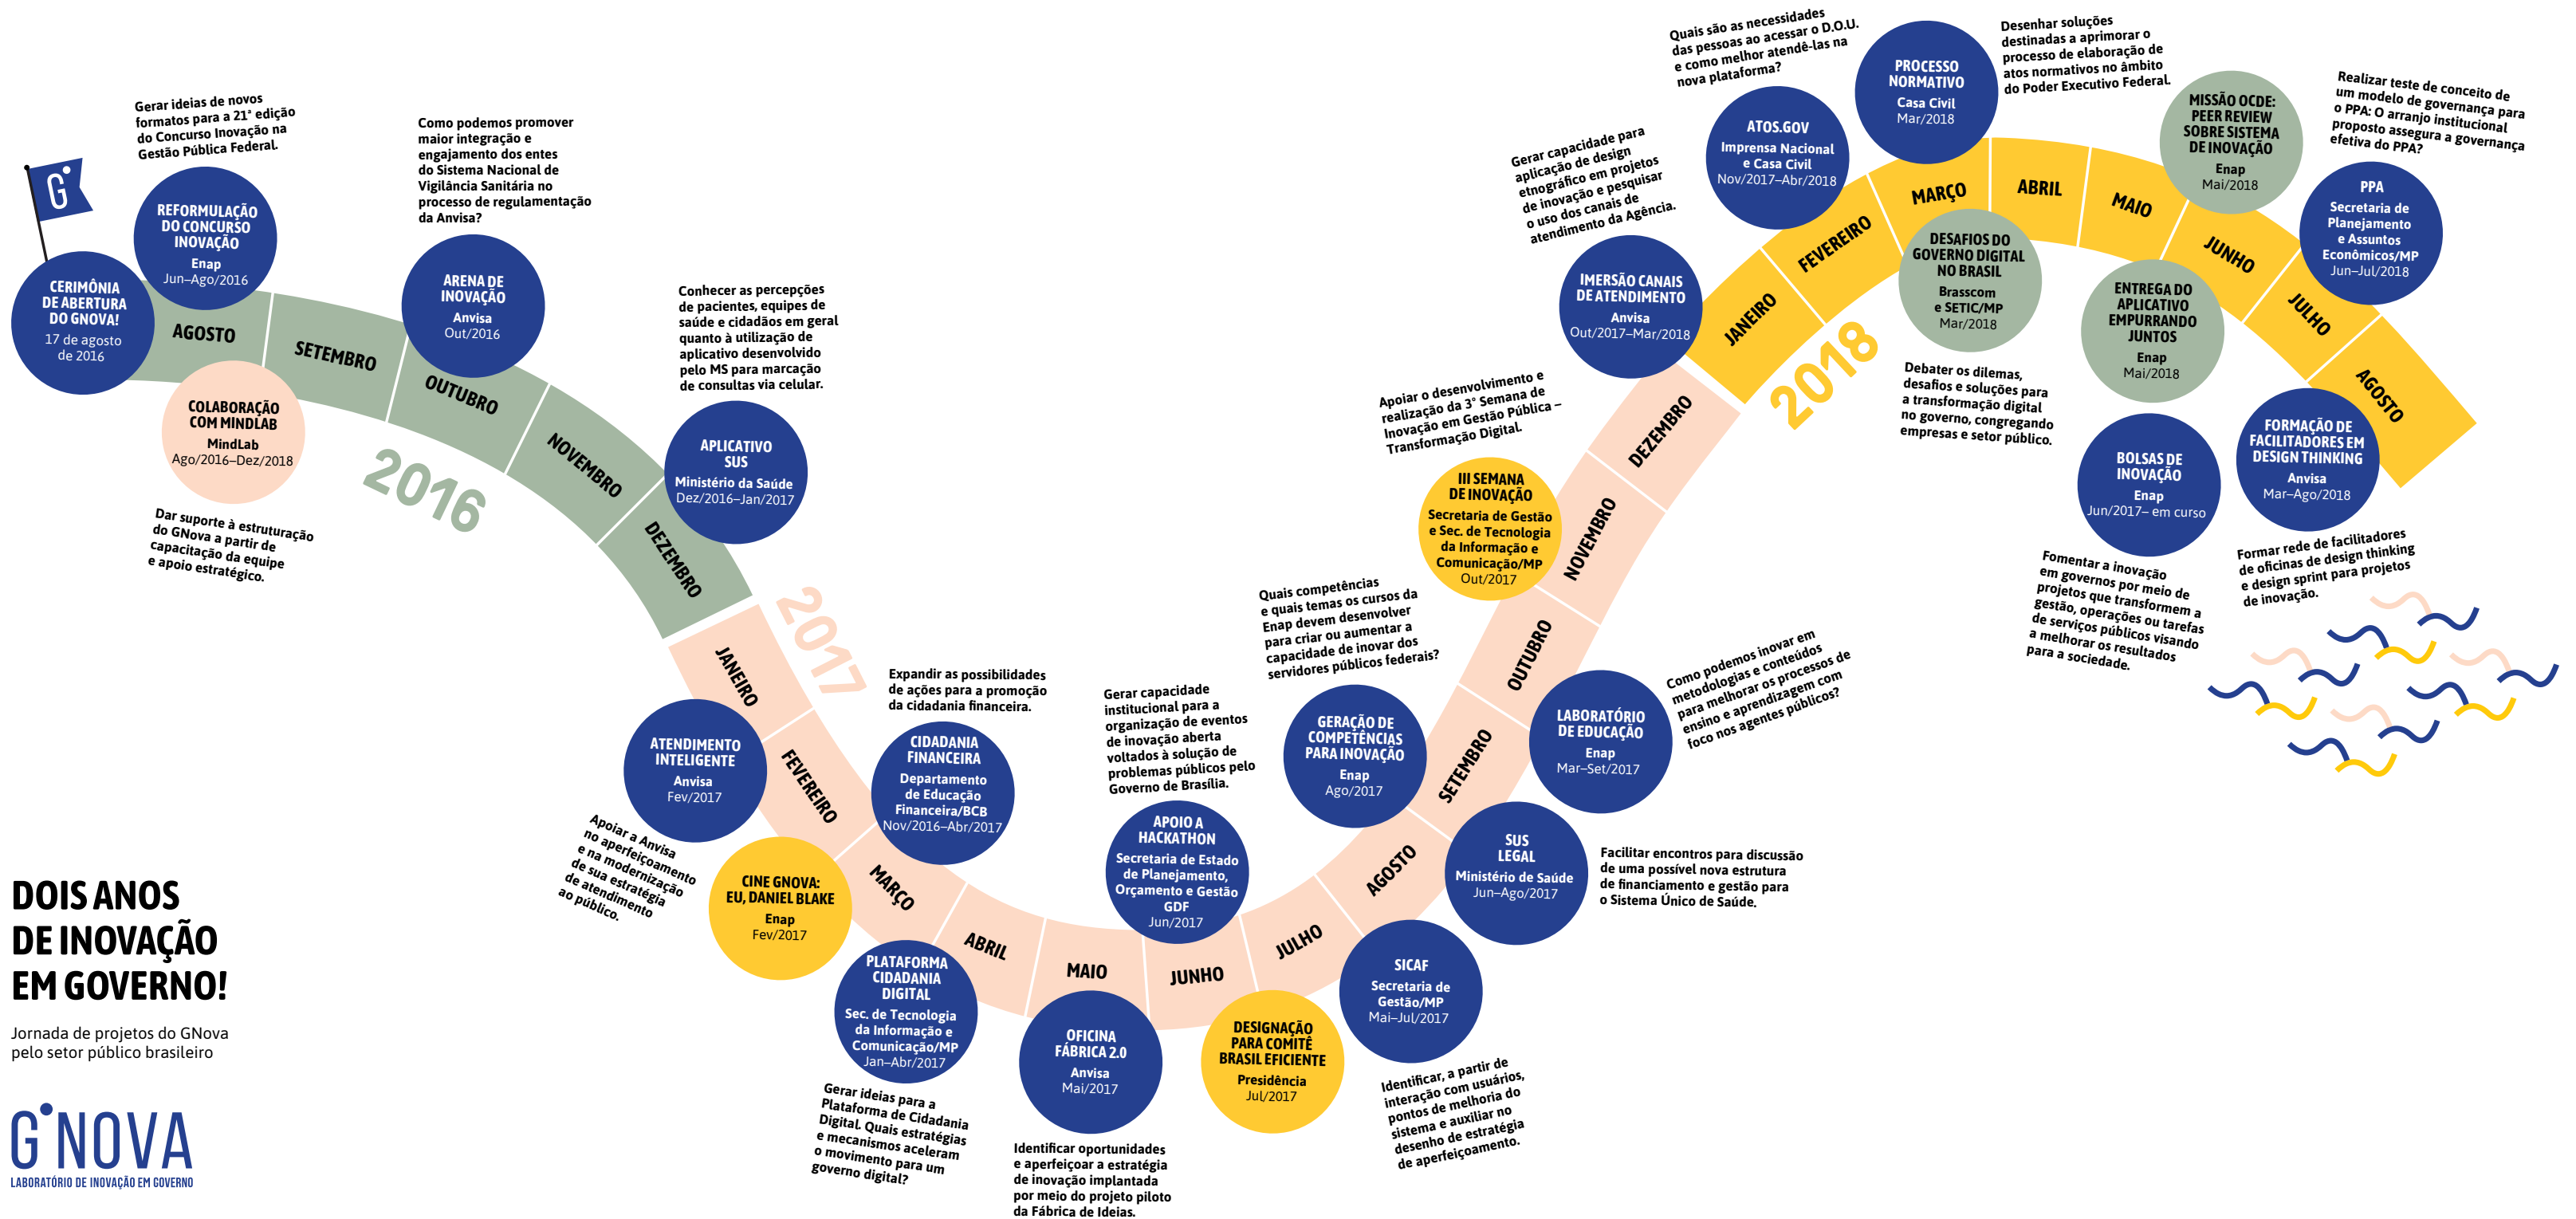 DOIS ANOS
DE INOVAÇÃO
EM GOVERNO!
Jornada de projetos do GNova
pelo setor público brasileiro
G NOVA
LABORATÓRIO DE INOVAÇÃO EM GOVERNO
G
CERIMÔNIA
DE ABERTURA
DO GNOVA!
17 de agosto
de 2016
Gerar ideias de novos
formatos para a 21ª edição
do Concurso Inovação na
Gestão Pública Federal.
REFORMULAÇÃO
DO CONCURSO
INOVAÇÃO
Enap
Jun–Ago/2016
AGOSTO
COLABORAÇÃO
COM MINDLAB
MindLab
Ago/2016–Dez/2018
Dar suporte à estruturação
do GNova a partir de
capacitação da equipe
e apoio estratégico.
SETEMBRO
2016
Como podemos promover
maior integração e
engajamento dos entes
do Sistema Nacional de
Vigilância Sanitária no
processo de regulamentação
da Anvisa?
ARENA DE
INOVAÇÃO
Anvisa
Out/2016
OUTUBRO
NOVEMBRO
Conhecer as percepções
de pacientes, equipes de
saúde e cidadãos em geral
quanto à utilização de
aplicativo desenvolvido
pelo MS para marcação
de consultas via celular.
APLICATIVO
SUS
Ministério da Saúde
Dez/2016–Jan/2017
DEZEMBRO
2017
JANEIRO
ATENDIMENTO
INTELIGENTE
Anvisa
Fev/2017
Apoiar a Anvisa
no aperfeiçoamento
e na modernização
de sua estratégia
de atendimento
ao público.
FEVEREIRO
CINE GNOVA:
EU, DANIEL BLAKE
Enap
Fev/2017
Expandir as possibilidades
de ações para a promoção
da cidadania financeira.
CIDADANIA
FINANCEIRA
Departamento
de Educação
Financeira/BCB
Nov/2016–Abr/2017
MARÇO
PLATAFORMA
CIDADANIA
DIGITAL
Sec. de Tecnologia
da Informação e
Comunicação/MP
Jan–Abr/2017
Gerar ideias para a
Plataforma de Cidadania
Digital. Quais estratégias
e mecanismos aceleram
o movimento para um
governo digital?
ABRIL
MAIO
OFICINA
FÁBRICA 2.0
Anvisa
Mai/2017
Identificar oportunidades
e aperfeiçoar a estratégia
de inovação implantada
por meio do projeto piloto
da Fábrica de Ideias.
Gerar capacidade
institucional para a
organização de eventos
de inovação aberta
voltados à solução de
problemas públicos pelo
Governo de Brasília.
APOIO A
HACKATHON
Secretaria de Estado
de Planejamento,
Orçamento e Gestão
GDF
Jun/2017
JUNHO
DESIGNAÇÃO
PARA COMITÊ
BRASIL EFICIENTE
Presidência
Jul/2017
JULHO
SICAF
Secretaria de
Gestão/MP
Mai–Jul/2017
Identificar, a partir de
interação com usuários,
pontos de melhoria do
sistema e auxiliar no
desenho de estratégia
de aperfeiçoamento.
AGOSTO
Quais competências
e quais temas os cursos da
Enap devem desenvolver
para criar ou aumentar a
capacidade de inovar dos
servidores públicos federais?
GERAÇÃO DE
COMPETÊNCIAS
PARA INOVAÇÃO
Enap
Ago/2017
SUS
LEGAL
Ministério de Saúde
Jun–Ago/2017
Facilitar encontros para discussão
de uma possível nova estrutura
de financiamento e gestão para
o Sistema Único de Saúde.
SETEMBRO
LABORATÓRIO
DE EDUCAÇÃO
Enap
Mar–Set/2017
Como podemos inovar em
metodologias e conteúdos
para melhorar os processos de
ensino e aprendizagem com
foco nos agentes públicos?
OUTUBRO
Apoiar o desenvolvimento e
realização da 3ª Semana de
Inovação em Gestão Pública –
Transformação Digital.
III SEMANA
DE INOVAÇÃO
Secretaria de Gestão
e Sec. de Tecnologia
da Informação e
Comunicação/MP
Out/2017
NOVEMBRO
DEZEMBRO
Gerar capacidade para
aplicação de design
etnográfico em projetos
de inovação e pesquisar
o uso dos canais de
atendimento da Agência.
IMERSÃO CANAIS
DE ATENDIMENTO
Anvisa
Out/2017–Mar/2018
2018
JANEIRO
Quais são as necessidades
das pessoas ao acessar o D.O.U.
e como melhor atendê-las na
nova plataforma?
ATOS.GOV
Imprensa Nacional
e Casa Civil
Nov/2017–Abr/2018
FEVEREIRO
PROCESSO
NORMATIVO
Casa Civil
Mar/2018
Desenhar soluções
destinadas a aprimorar o
processo de elaboração de
atos normativos no âmbito
do Poder Executivo Federal.
MARÇO
DESAFIOS DO
GOVERNO DIGITAL
NO BRASIL
Brasscom
e SETIC/MP
Mar/2018
Debater os dilemas,
desafios e soluções para
a transformação digital
no governo, congregando
empresas e setor público.
ABRIL
MAIO
MISSÃO OCDE:
PEER REVIEW
SOBRE SISTEMA
DE INOVAÇÃO
Enap
Mai/2018
ENTREGA DO
APLICATIVO
EMPURRANDO
JUNTOS
Enap
Mai/2018
BOLSAS DE
INOVAÇÃO
Enap
Jun/2017– em curso
Fomentar a inovação
em governos por meio de
projetos que transformem a
gestão, operações ou tarefas
de serviços públicos visando
a melhorar os resultados
para a sociedade.
JUNHO
Realizar teste de conceito de
um modelo de governança para
o PPA: O arranjo institucional
proposto assegura a governança
efetiva do PPA?
PPA
Secretaria de
Planejamento
e Assuntos
Econômicos/MP
Jun–Jul/2018
JULHO
AGOSTO
FORMAÇÃO DE
FACILITADORES EM
DESIGN THINKING
Anvisa
Mar–Ago/2018
Formar rede de facilitadores
de oficinas de design thinking
e design sprint para projetos
de inovação.